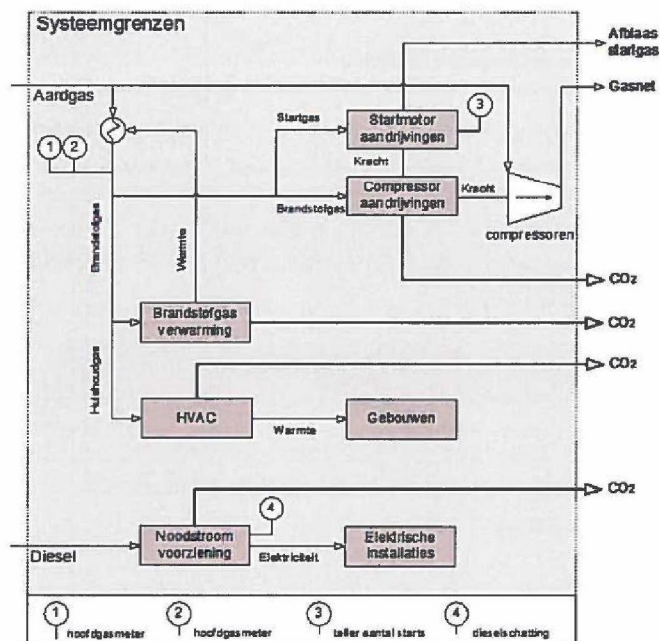 Systeemgrenzen
Afblaas
startgas
Gasnet
Aardgas
Startgas
Startmotor
aandrijvingen
3
1
2
Kracht
Compressor
aandrijvingen
Kracht
Brandstofgas
compressoren
Brandstofgas
Warmte
CO2
Brandstofgas
verwarming
CO2
Huishoudgas
CO2
HVAC
Warmte
Gebouwen
CO2
4
Noodstroom
voorziening
Elektriciteit
Elektrische
installaties
Diesel
1 hoofdgasmeter
2 hoofdgasmeter
3 teller aantal starts
4 dieselschatting